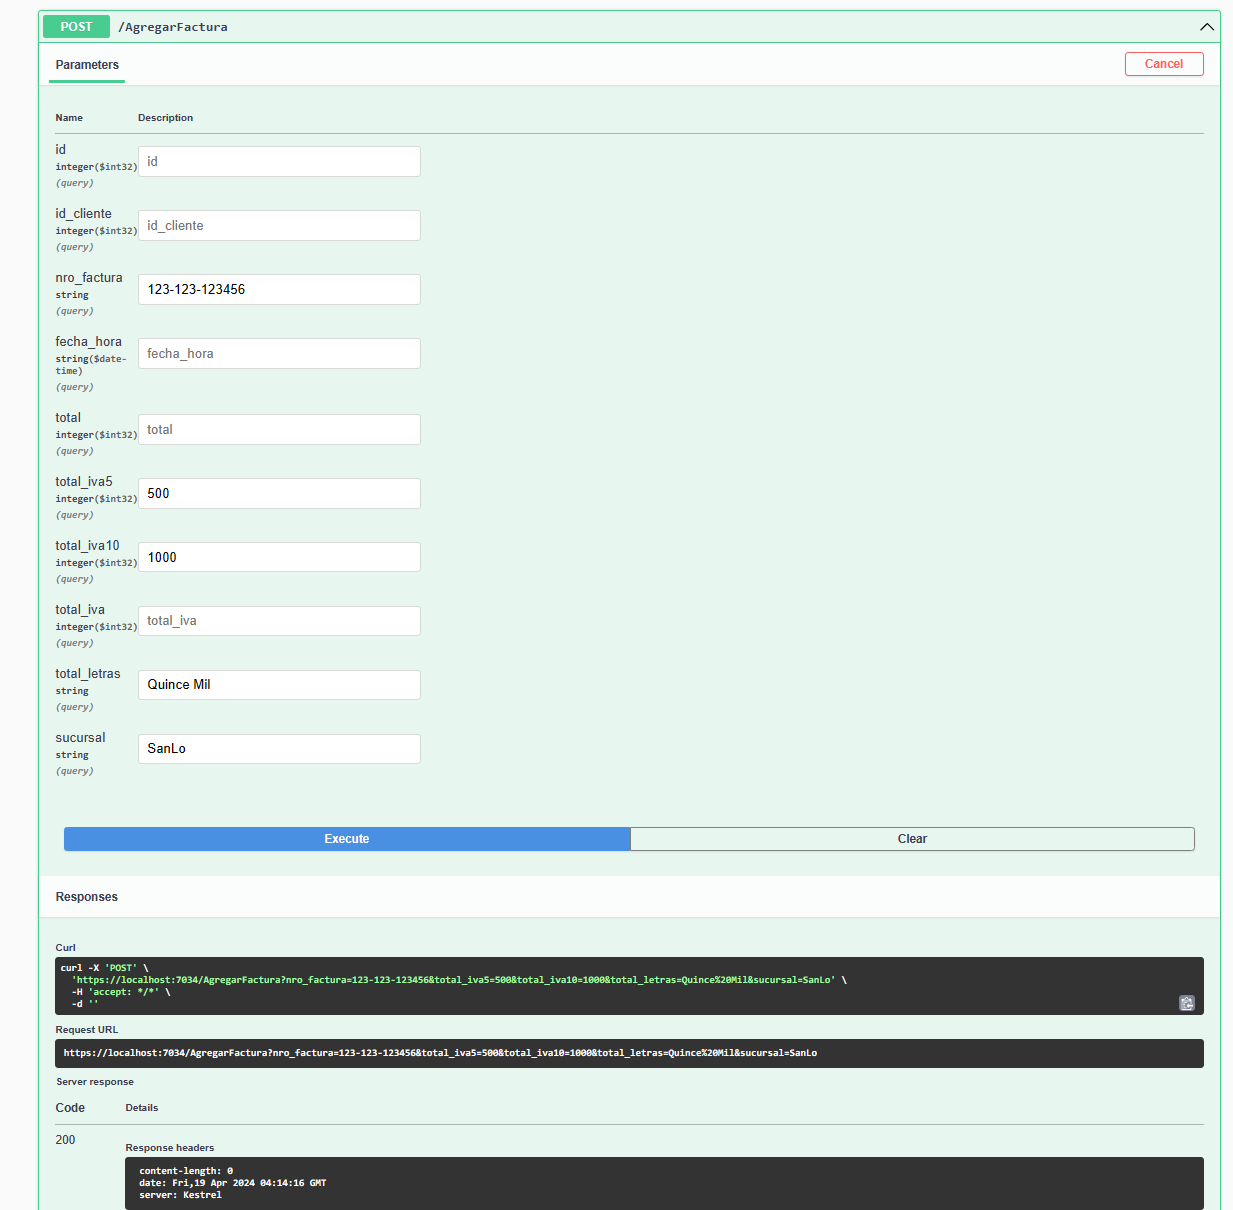 POST /AgregarFactura
Parameters
Cancel
Name Description
id
integer($int32)
(query)
id
id_cliente
integer($int32)
(query)
id_cliente
nro_factura
string
(query)
123-123-123456
fecha_hora
string($date-
time)
(query)
fecha_hora
total
integer($int32)
(query)
total
total_iva5
integer($int32)
(query)
500
total_iva10
integer($int32)
(query)
1000
total_iva
integer($int32)
(query)
total_iva
total_letras
string
(query)
Quince Mil
sucursal
string
(query)
SanLo
Execute Clear
Responses
Curl
curl -X 'POST' \
'https://localhost:7034/AgregarFactura?nro_factura=123-123-123456&total_iva5=500&total_iva10=1000&total_letras=Quince%20Mil&sucursal=SanLo' \
-H 'accept: */*' \
-d ''
Request URL
https://localhost:7034/AgregarFactura?nro_factura=123-123-123456&total_iva5=500&total_iva10=1000&total_letras=Quince%20Mil&sucursal=SanLo
Server response
Code Details
200
Response headers
content-length: 0
date: Fri,19 Apr 2024 04:14:16 GMT
server: Kestrel